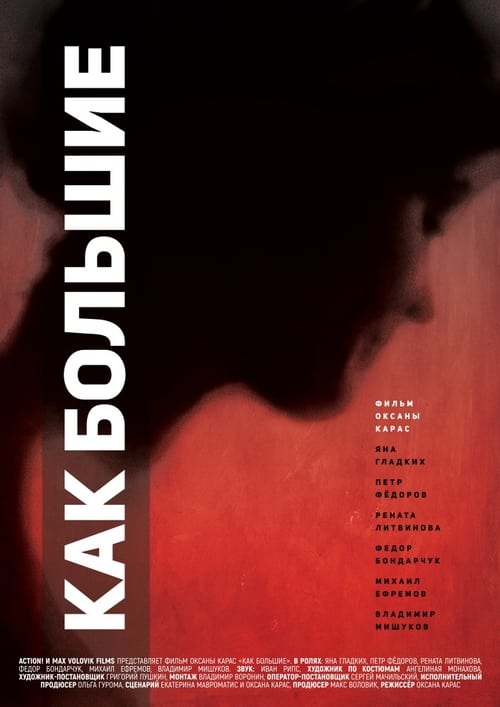 КАК БОЛЬШИЕ
ФИЛЬМ
ОКСАНЫ
КАРАС
ЯНА
ГЛАДКИХ
ПЕТР
ФЁДОРОВ
РЕНАТА
ЛИТВИНОВА
ФЕДОР
БОНДАРЧУК
МИХАИЛ
ЕФРЕМОВ
ВЛАДИМИР
МИШУКОВ
ACTION! И MAX VOLOVIK FILMS ПРЕДСТАВЛЯЕТ ФИЛЬМ ОКСАНЫ КАРАС «КАК БОЛЬШИЕ». В РОЛЯХ: ЯНА ГЛАДКИХ, ПЕТР ФЁДОРОВ, РЕНАТА ЛИТВИНОВА,
ФЕДОР БОНДАРЧУК, МИХАИЛ ЕФРЕМОВ, ВЛАДИМИР МИШУКОВ. ЗВУК: ИВАН РИПС, ХУДОЖНИК ПО КОСТЮМАМ АНГЕЛИНАЯ МОНАХОВА,
ХУДОЖНИК-ПОСТАНОВЩИК ГРИГОРИЙ ПУШКИН, МОНТАЖ ВЛАДИМИР ВОРОНИН, ОПЕРАТОР-ПОСТАНОВЩИК СЕРГЕЙ МАЧИЛЬСКИЙ, ИСПОЛНИТЕЛЬНЫЙ
ПРОДЮСЕР ОЛЬГА ГУРОМА, СЦЕНАРИЙ ЕКАТЕРИНА МАВРОМАТИС И ОКСАНА КАРАС, ПРОДЮСЕР МАКС ВОЛОВИК, РЕЖИССЁР ОКСАНА КАРАС